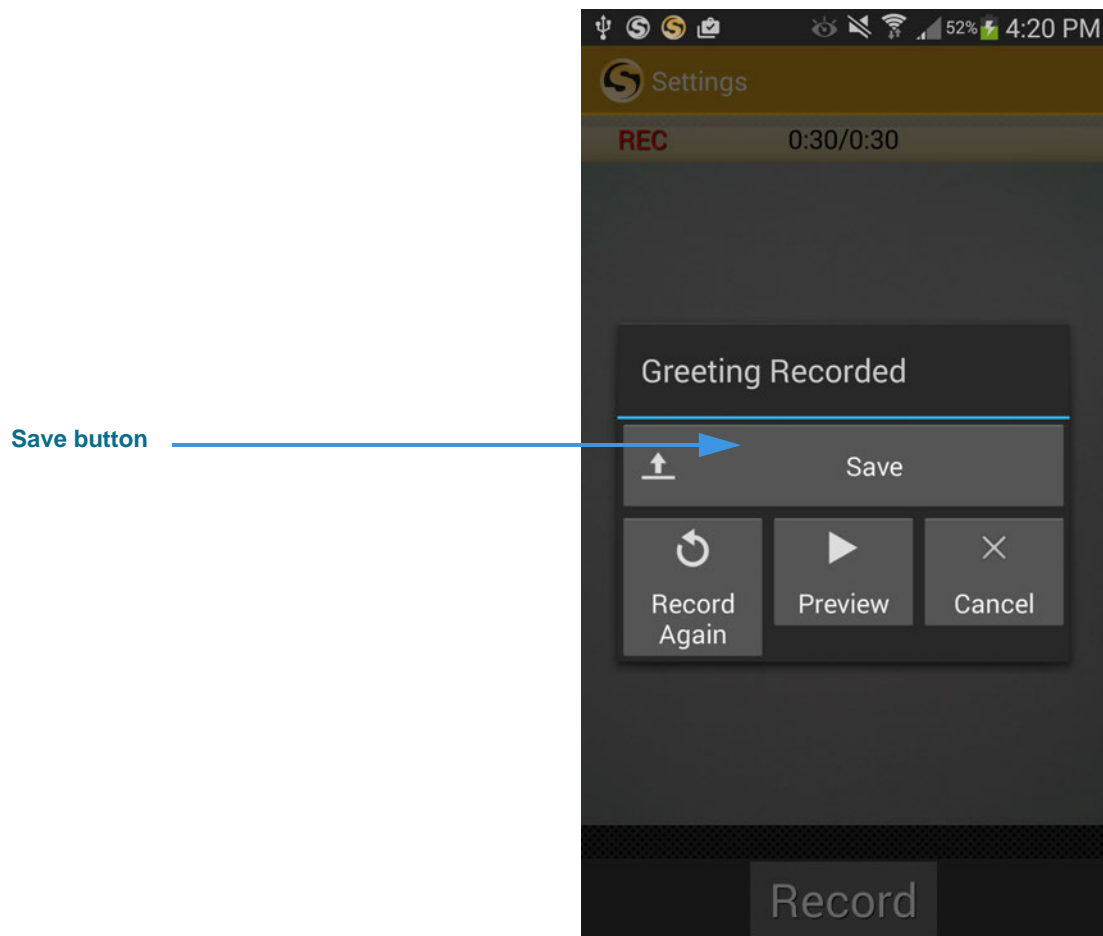 52% 4:20 PM
Settings
REC 0:30/0:30
Greeting Recorded
Save button
Save
Record
Again
Preview
Cancel
Record